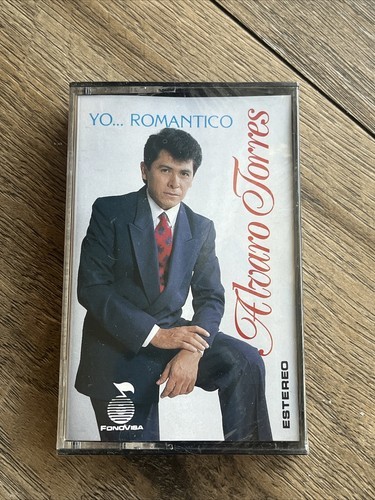 YO... ROMANTICO
Alvaro Torres
ESTEREO
FONOVISA